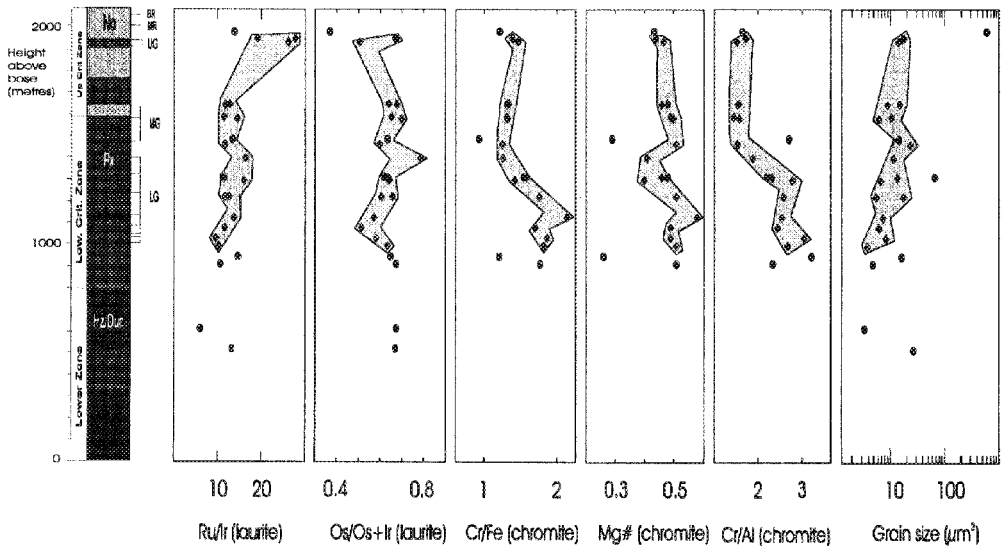 2000
Height
above
base
(metres)
1000
0
Up Crit Zone
Low. Crit. Zone
Lower Zone
No
Px
Hz/Dun
BR
MR
UG
MG
LG
10 20
0.4 0.8
1 2
0.3 0.5
2 3
10 100
Ru/Ir (laurite)
Os/Os+Ir (laurite)
Cr/Fe (chromite)
Mg# (chromite)
Cr/Al (chromite)
Grain size (µm²)